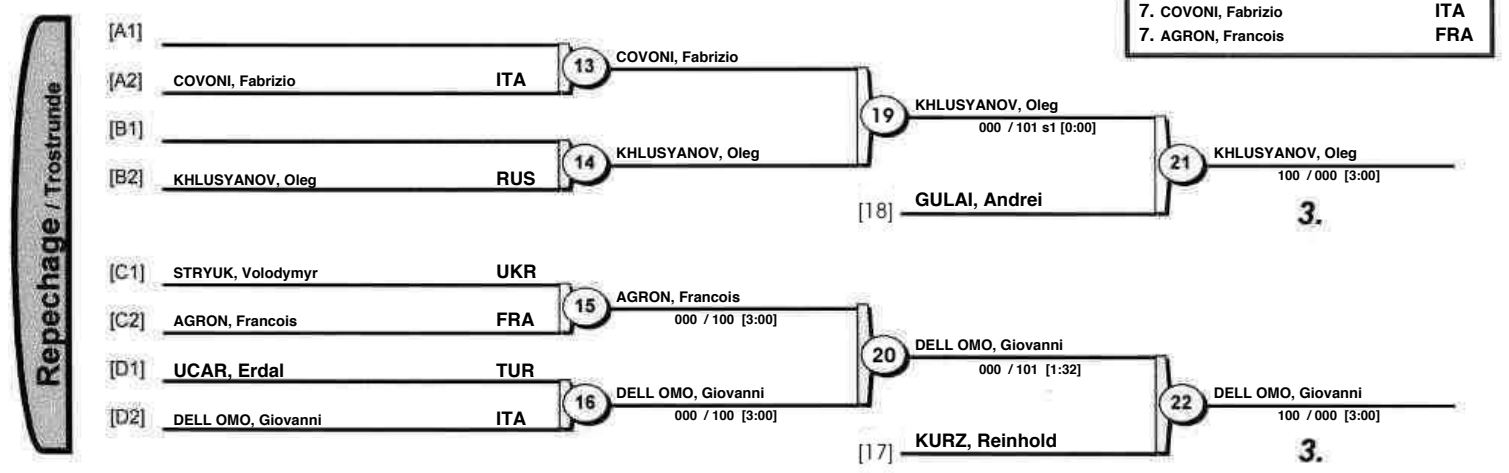 7. COVONI, Fabrizio ITA
7. AGRON, Francois FRA
Repechage / Trostrunde
[A1]
[A2] COVONI, Fabrizio ITA
13
COVONI, Fabrizio
[B1]
[B2] KHLUSYANOV, Oleg RUS
14
KHLUSYANOV, Oleg
19
KHLUSYANOV, Oleg
000 / 101 s1 [0:00]
[18] GULAI, Andrei
21
KHLUSYANOV, Oleg
100 / 000 [3:00]
3.
[C1] STRYUK, Volodymyr UKR
[C2] AGRON, Francois FRA
15
AGRON, Francois
000 / 100 [3:00]
[D1] UCAR, Erdal TUR
[D2] DELL OMO, Giovanni ITA
16
DELL OMO, Giovanni
000 / 100 [3:00]
20
DELL OMO, Giovanni
000 / 101 [1:32]
[17] KURZ, Reinhold
22
DELL OMO, Giovanni
100 / 000 [3:00]
3.